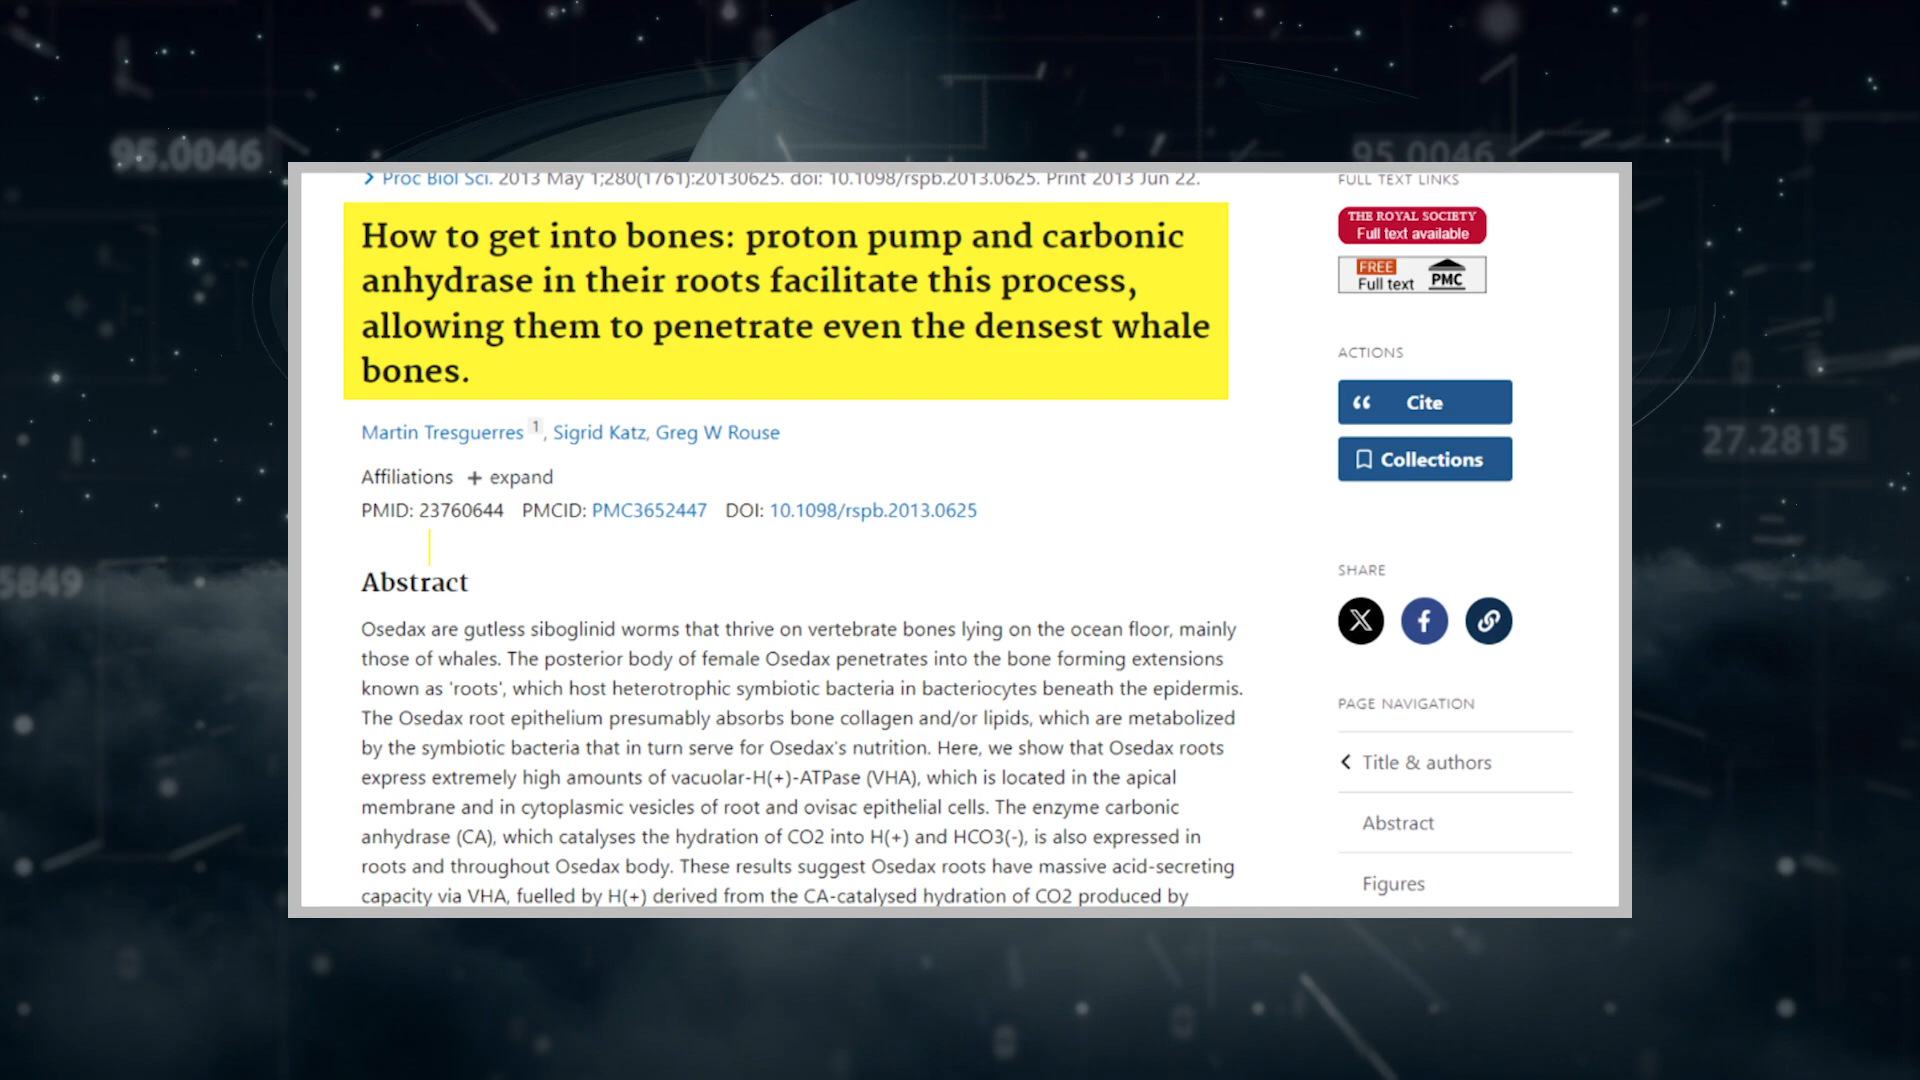 95.0046
95.0046
Proc Biol Sci. 2013 May 1;280(1761):20130625. doi: 10.1098/rspb.2013.0625. Print 2013 Jun 22.
How to get into bones: proton pump and carbonic
anhydrase in their roots facilitate this process,
allowing them to penetrate even the densest whale
bones.
Martin Tresguerres 1, Sigrid Katz, Greg W Rouse
Affiliations + expand
PMID: 23760644 PMCID: PMC3652447 DOI: 10.1098/rspb.2013.0625
Abstract
Osedax are gutless siboglinid worms that thrive on vertebrate bones lying on the ocean floor, mainly
those of whales. The posterior body of female Osedax penetrates into the bone forming extensions
known as 'roots', which host heterotrophic symbiotic bacteria in bacteriocytes beneath the epidermis.
The Osedax root epithelium presumably absorbs bone collagen and/or lipids, which are metabolized
by the symbiotic bacteria that in turn serve for Osedax's nutrition. Here, we show that Osedax roots
express extremely high amounts of vacuolar-H(+)-ATPase (VHA), which is located in the apical
membrane and in cytoplasmic vesicles of root and ovisac epithelial cells. The enzyme carbonic
anhydrase (CA), which catalyses the hydration of CO2 into H(+) and HCO3(-), is also expressed in
roots and throughout Osedax body. These results suggest Osedax roots have massive acid-secreting
capacity via VHA, fuelled by H(+) derived from the CA-catalysed hydration of CO2 produced by
FULL TEXT LINKS
THE ROYAL SOCIETY
Full text available
FREE
Full text PMC
ACTIONS
Cite
Collections
SHARE
PAGE NAVIGATION
Title & authors
Abstract
Figures
27.2815
5849